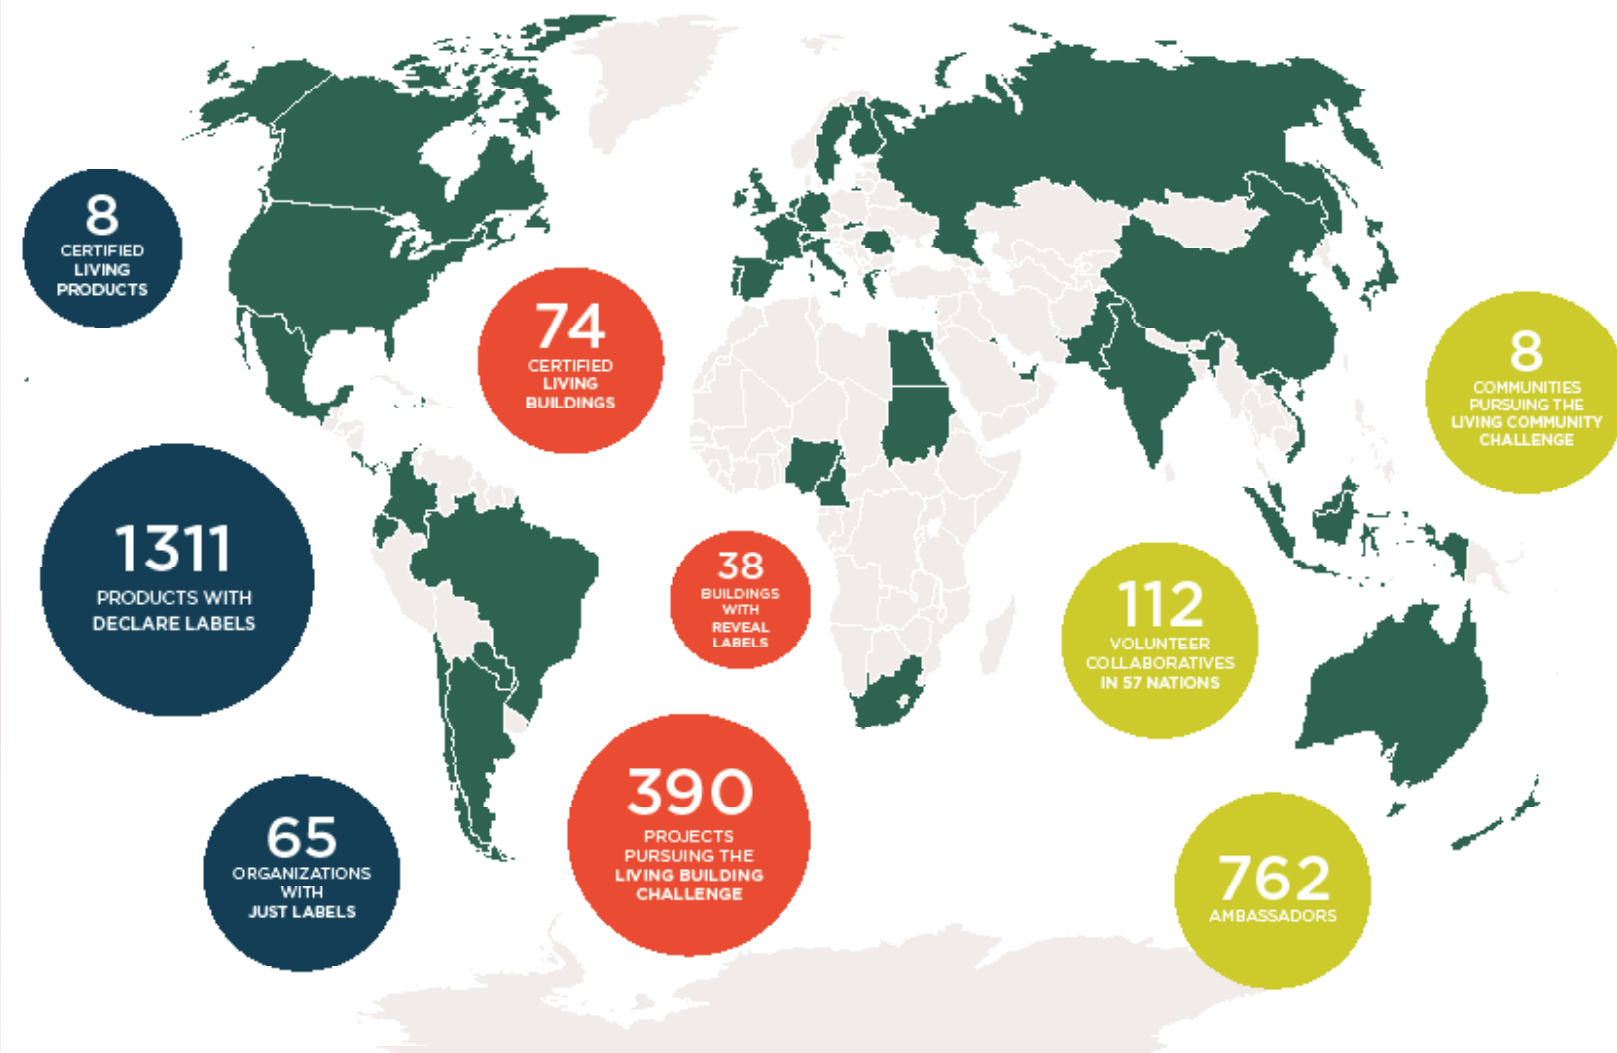 8
CERTIFIED
LIVING
PRODUCTS
74
CERTIFIED
LIVING
BUILDINGS
8
COMMUNITIES
PURSUING THE
LIVING COMMUNITY
CHALLENGE
1311
PRODUCTS WITH
DECLARE LABELS
38
BUILDINGS
WITH
REVEAL
LABELS
112
VOLUNTEER
COLLABORATIVES
IN 57 NATIONS
65
ORGANIZATIONS
WITH
JUST LABELS
390
PROJECTS
PURSUING THE
LIVING BUILDING
CHALLENGE
762
AMBASSADORS